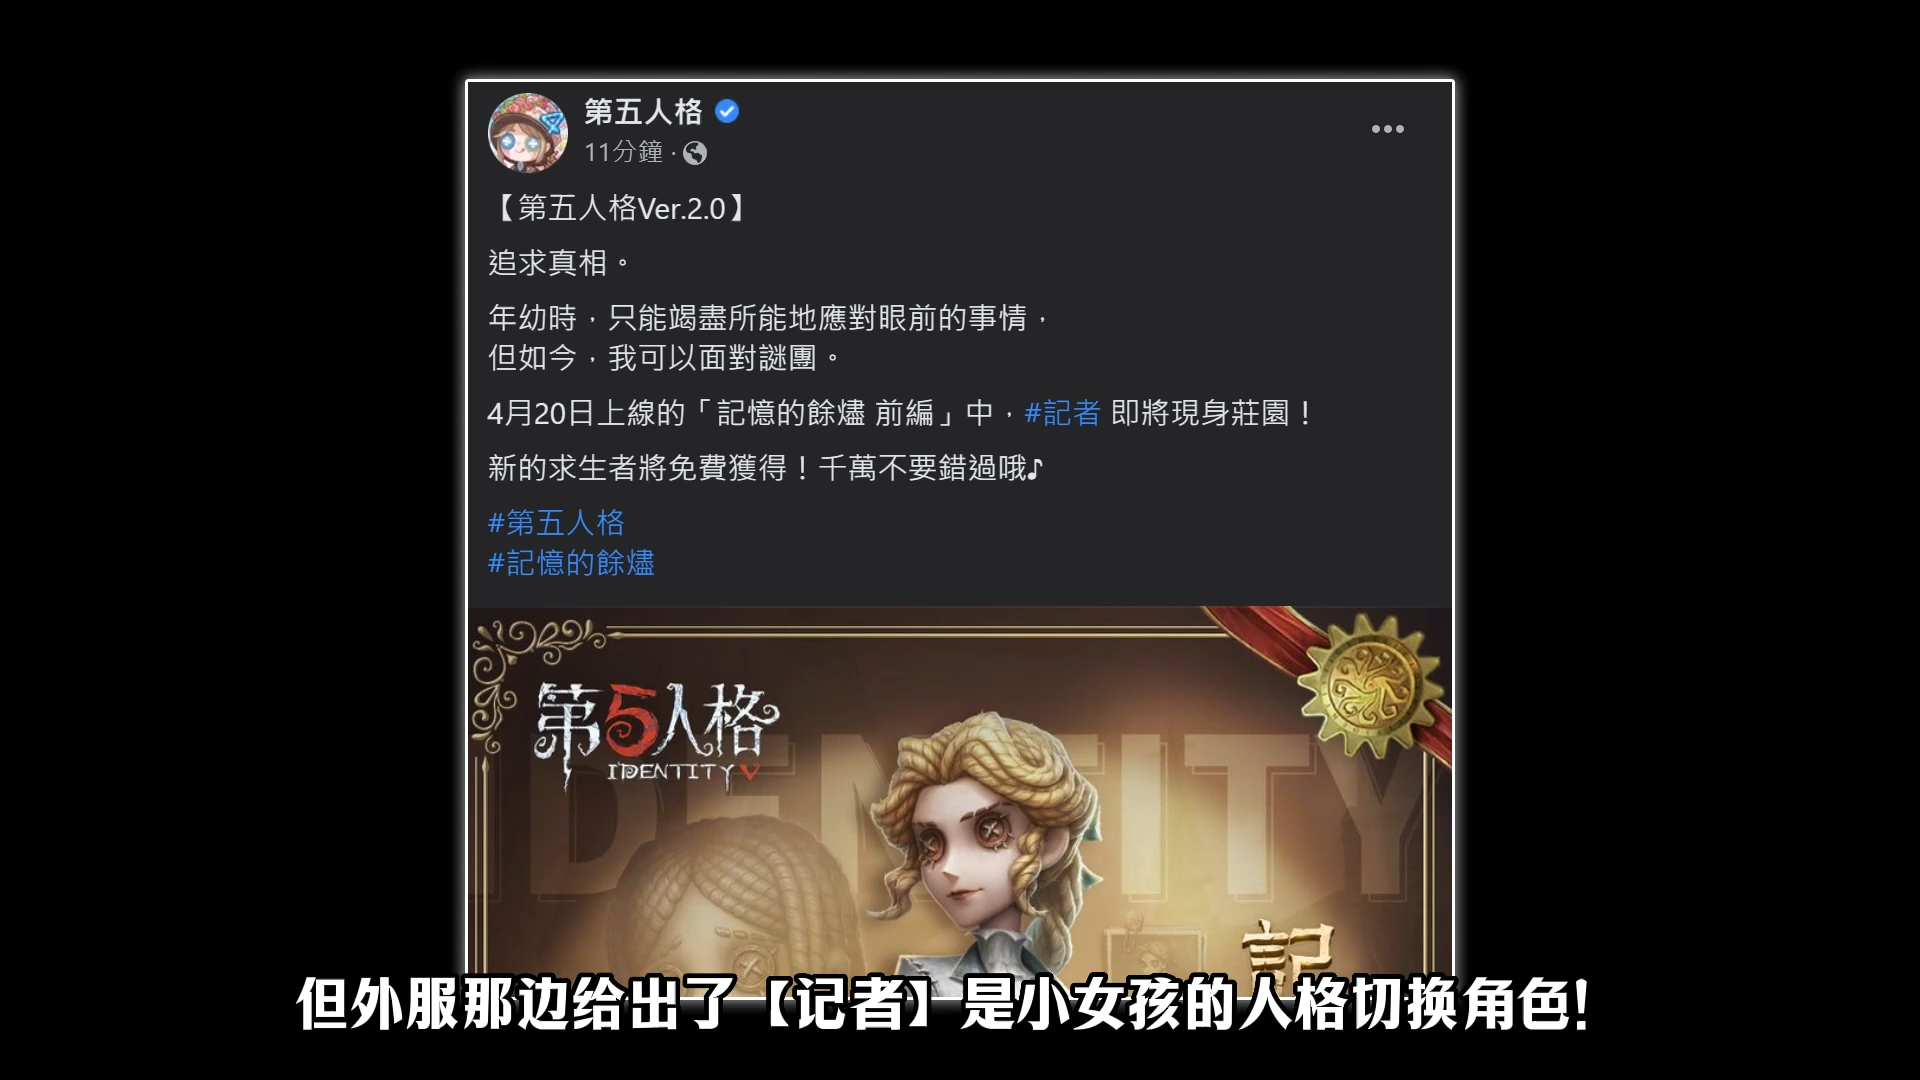 第五人格
11分鐘 ·
【第五人格Ver.2.0】
追求真相。
年幼時，只能竭盡所能地應對眼前的事情，
但如今，我可以面對謎團。
4月20日上線的「記憶的餘燼 前編」中，#記者 即將現身莊園！
新的求生者將免費獲得！千萬不要錯過哦♪
#第五人格
#記憶的餘燼
第5人格
IDENTITY V
IDENTITY
記
但外服那边给出了【记者】是小女孩的人格切换角色!